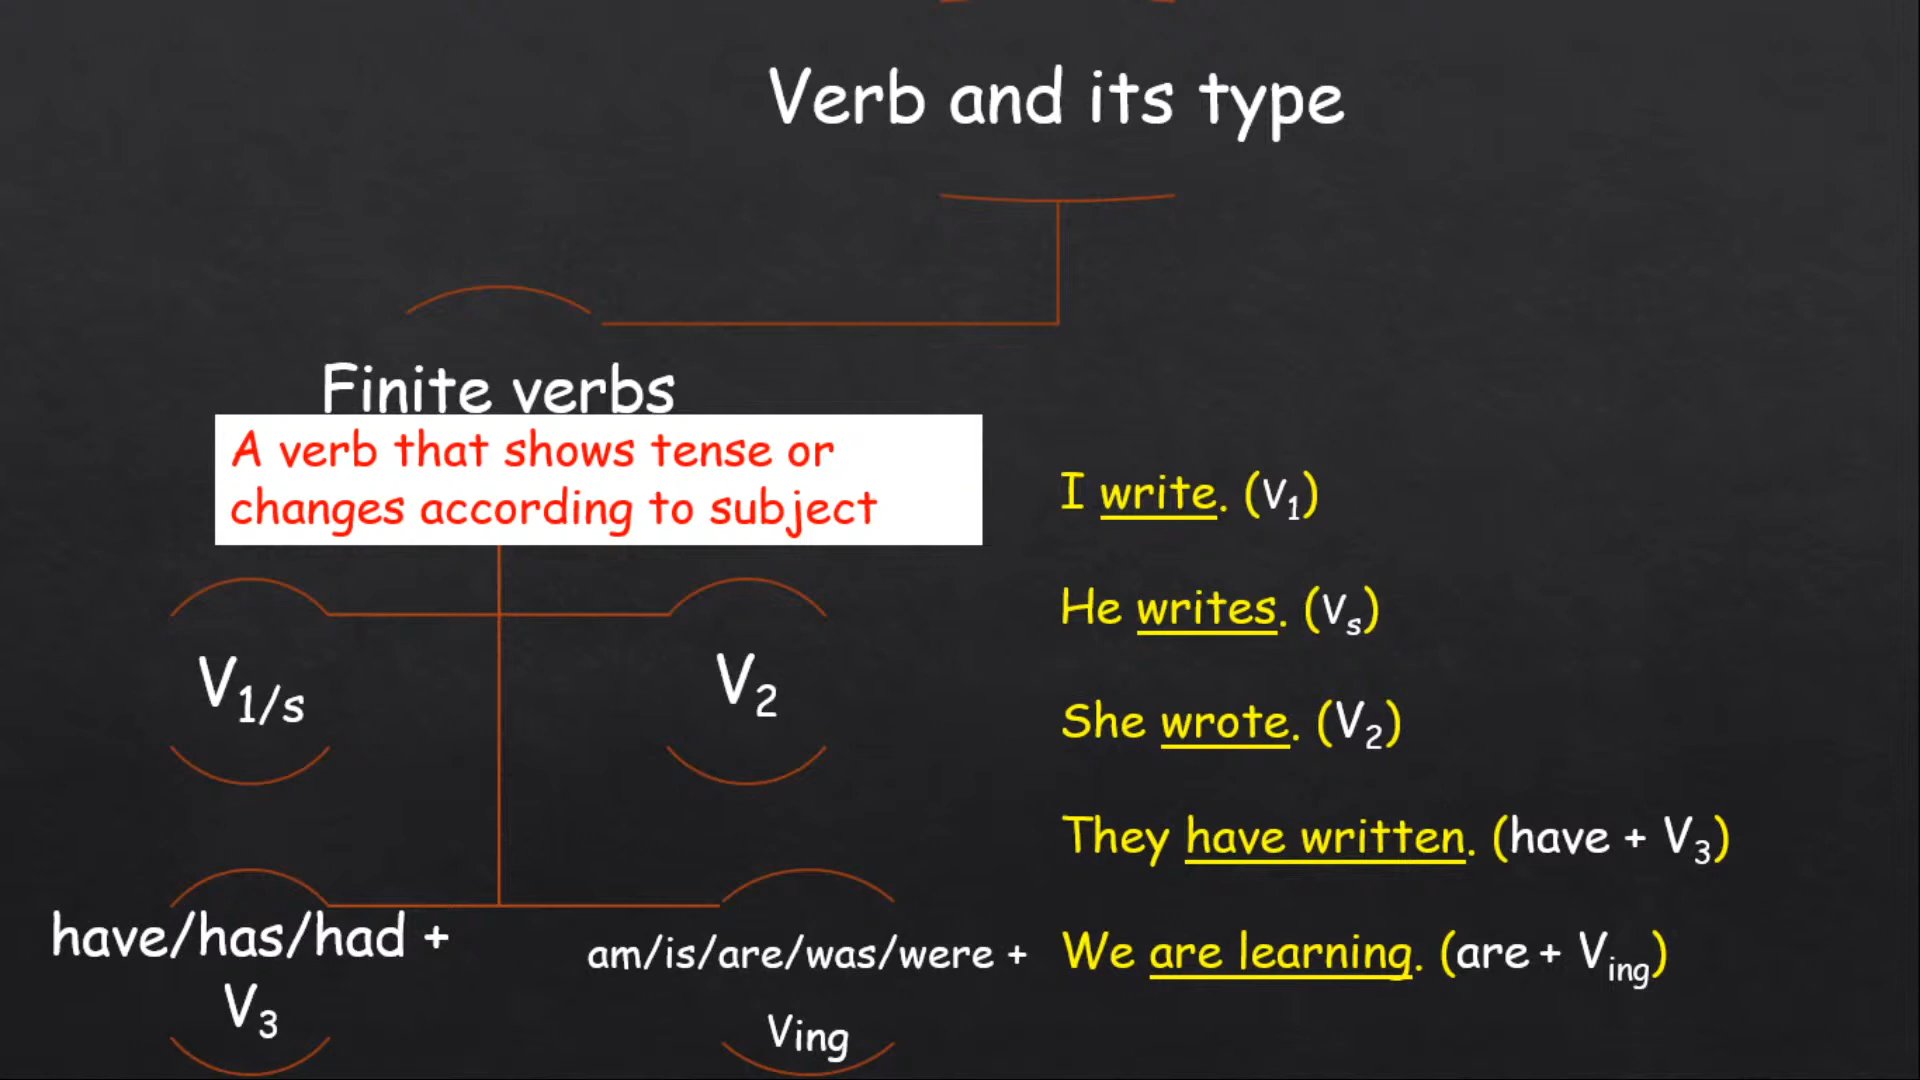 Verb and its type
Finite verbs
A verb that shows tense or
changes according to subject
V1/s
V2
have/has/had +
V3
am/is/are/was/were +
Ving
I write. (V1)
He writes. (Vs)
She wrote. (V2)
They have written. (have + V3)
We are learning. (are + Ving)